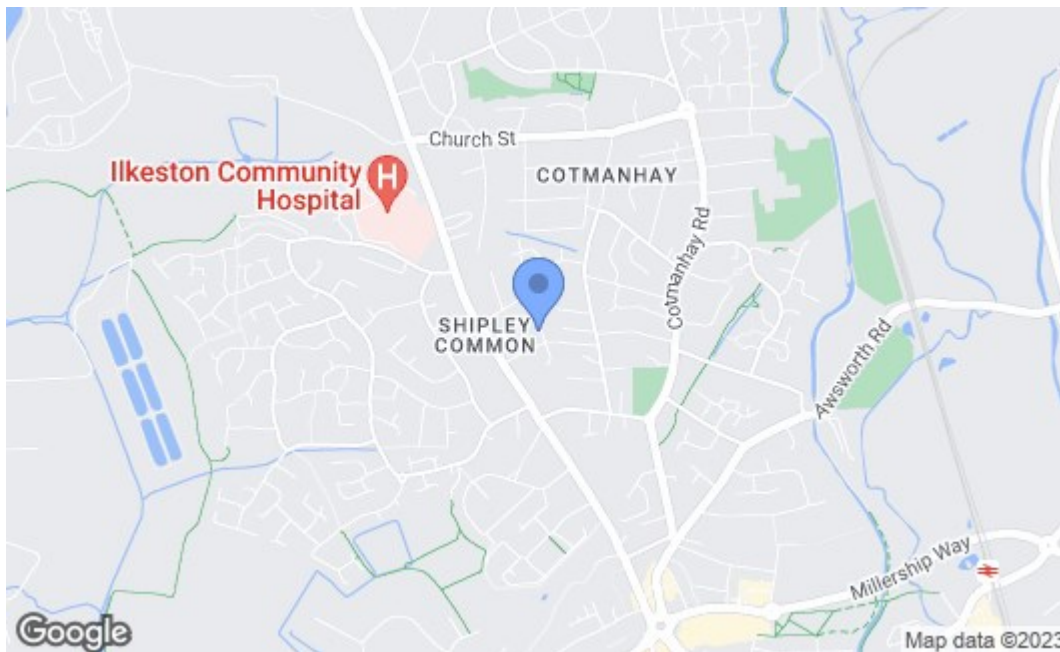 Church St
COTMANHAY
Ilkeston Community
Hospital
H
Cotmanhay Rd
SHIPLEY
COMMON
Awsworth Rd
Millership Way
Google
Map data ©2023